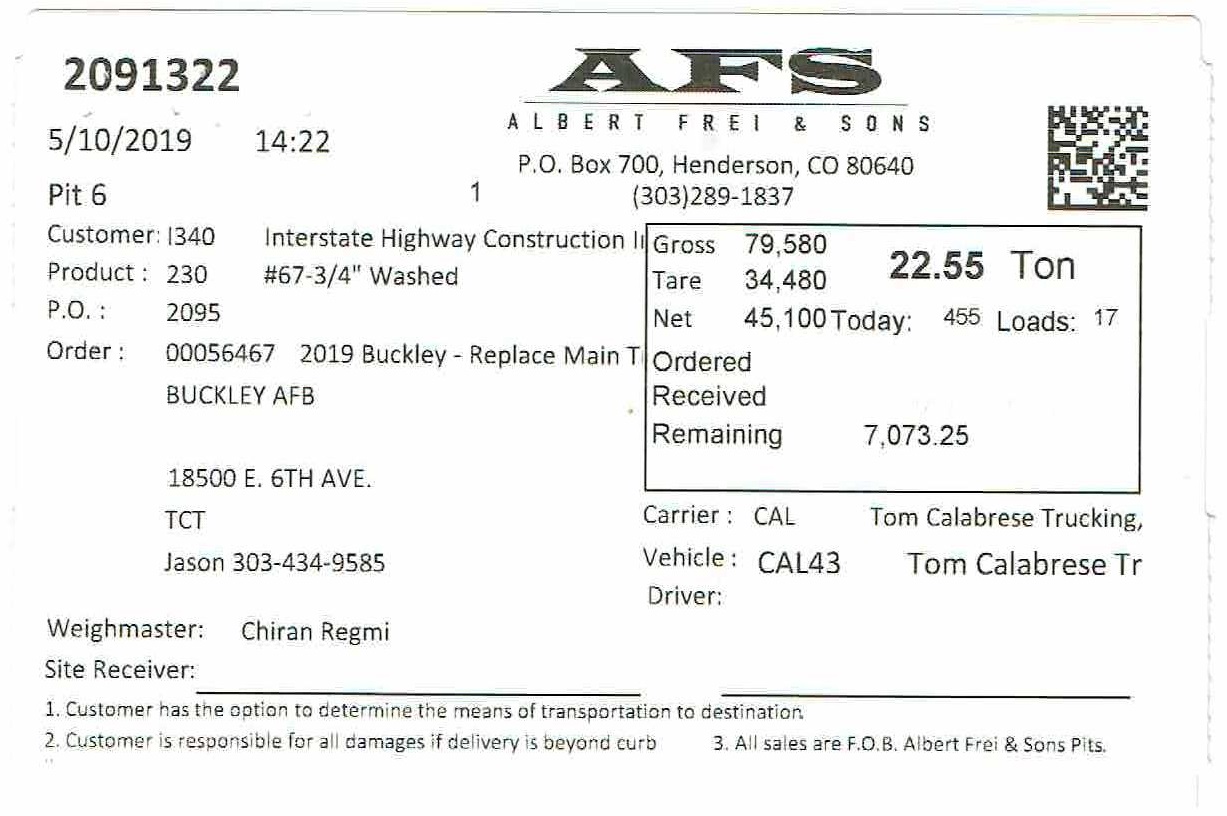 2091322
AFS
ALBERT FREI & SONS
5/10/2019 14:22
P.O. Box 700, Henderson, CO 80640
Pit 6 1 (303)289-1837
Customer: I340 Interstate Highway Construction I
Gross 79,580 22.55 Ton
Product : 230 #67-3/4" Washed
Tare 34,480
P.O. : 2095
Net 45,100 Today: 455 Loads: 17
Order : 00056467 2019 Buckley - Replace Main T
Ordered
BUCKLEY AFB
Received
Remaining 7,073.25
18500 E. 6TH AVE.
TCT
Carrier : CAL Tom Calabrese Trucking,
Jason 303-434-9585
Vehicle : CAL43 Tom Calabrese Tr
Driver:
Weighmaster: Chiran Regmi
Site Receiver:
1. Customer has the option to determine the means of transportation to destination.
2. Customer is responsible for all damages if delivery is beyond curb 3. All sales are F.O.B. Albert Frei & Sons Pits.